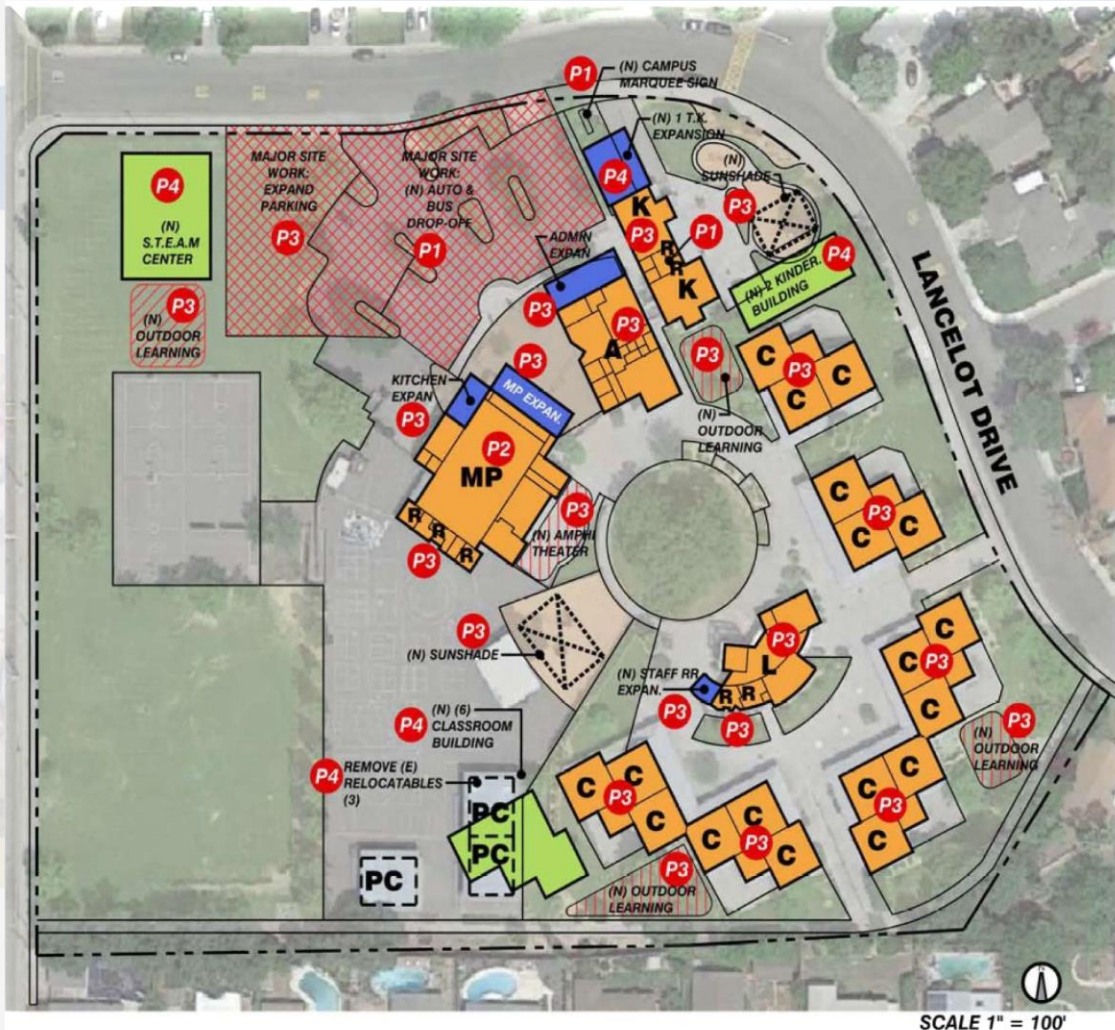 P1
(N) CAMPUS
MARQUEE SIGN
(N) 1 T.K.
EXPANSION
P4
(N)
SUNSHADE
P3
P4
(N)
S.T.E.A.M
CENTER
MAJOR SITE
WORK:
EXPAND
PARKING
P3
MAJOR SITE
WORK:
(N) AUTO &
BUS
DROP-OFF
P1
K
P3
R
R
P1
K
ADMIN
EXPAN
P3
P3
A
P4
(N) 2 KINDER.
BUILDING
LANCELOT DRIVE
P3
(N)
OUTDOOR
LEARNING
P3
(N)
OUTDOOR
LEARNING
C
P3
C
C
P3
KITCHEN
EXPAN
P3
MP EXPAN.
P2
MP
R
R
R
P3
P3
(N) AMPHI
THEATER
C
P3
C
C
P3
(N) SUNSHADE
P3
L
(N) STAFF RR
EXPAN.
R
R
P3
P3
C
C
P3
C
P3
(N)
OUTDOOR
LEARNING
P4
(N) (6)
CLASSROOM
BUILDING
P4
REMOVE (E)
RELOCATABLES
(3)
PC
PC
PC
C
C
P3
C
C
C
P3
C
C
C
P3
C
P3
(N) OUTDOOR
LEARNING
N
SCALE 1" = 100'